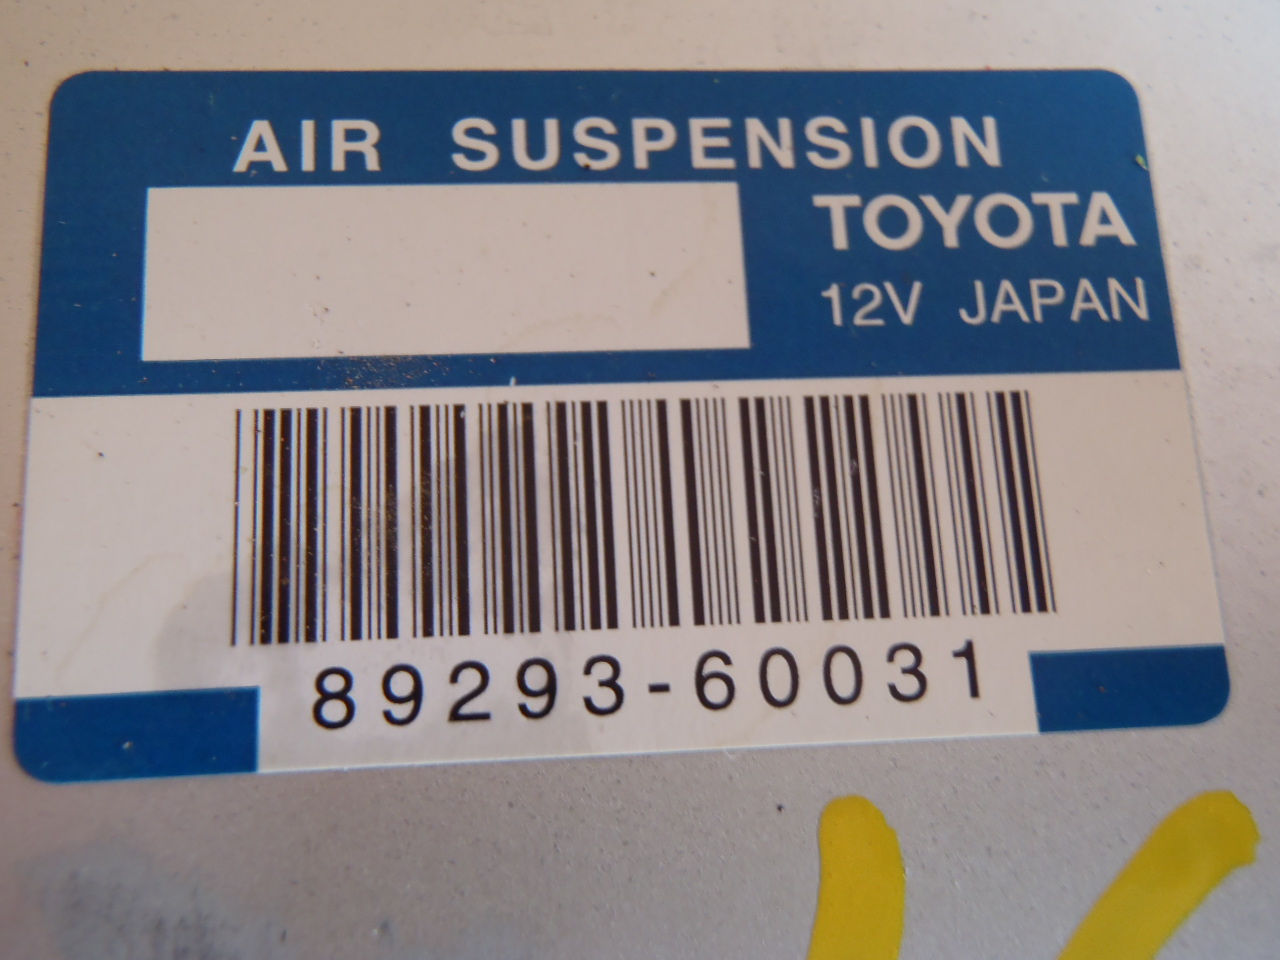 AIR SUSPENSION
TOYOTA
12V JAPAN
89293-60031